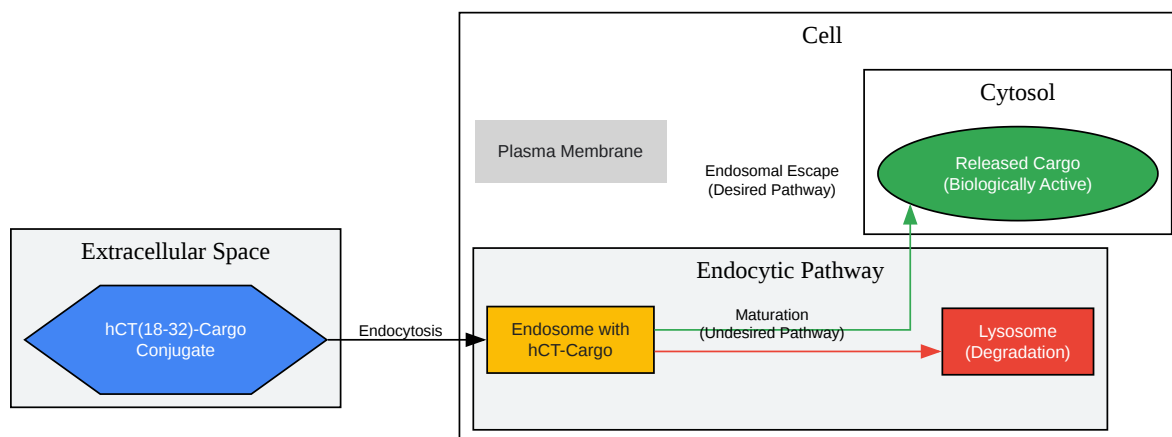 Cell
Cytosol
Plasma Membrane
Endosomal Escape
(Desired Pathway)
Released Cargo
(Biologically Active)
Extracellular Space
hCT(18-32)-Cargo
Conjugate
Endocytosis
Endocytic Pathway
Endosome with
hCT-Cargo
Maturation
(Undesired Pathway)
Lysosome
(Degradation)